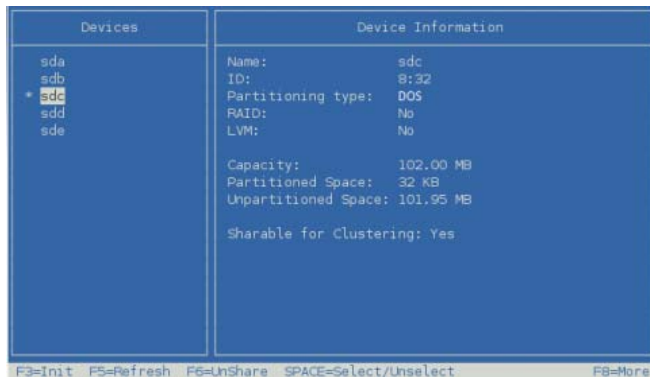 Devices
sda
sdb
* sdc
sdd
sde
Device Information
Name: sdc
ID: 8:32
Partitioning type: DOS
RAID: No
LVM: No
Capacity: 102.00 MB
Partitioned Space: 32 KB
Unpartitioned Space: 101.95 MB
Sharable for Clustering: Yes
F3=Init F5=Refresh F6=UnShare SPACE=Select/Unselect F8=More